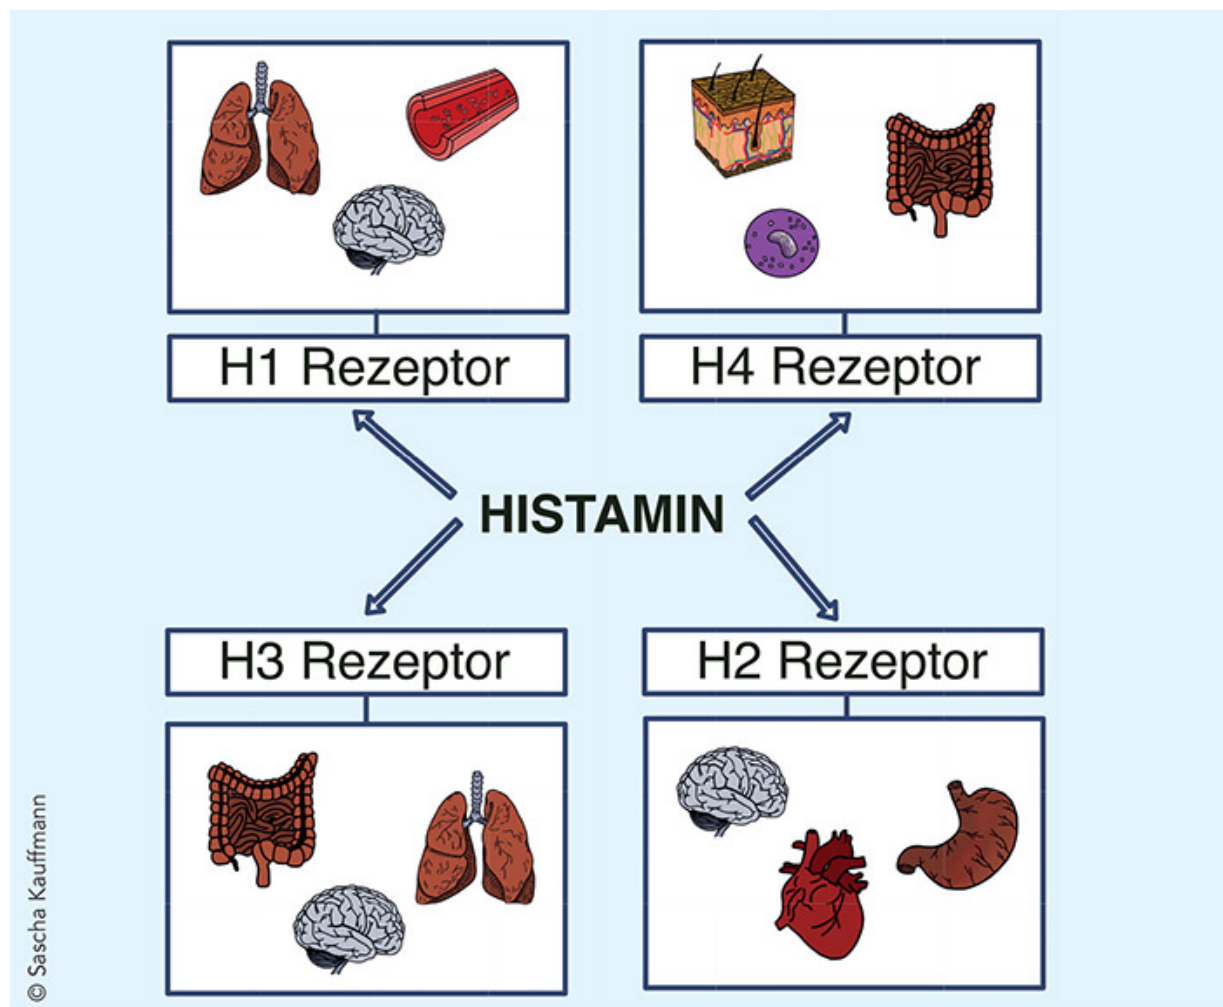 H1 Rezeptor
H4 Rezeptor
HISTAMIN
H3 Rezeptor
H2 Rezeptor
© Sascha Kauffmann